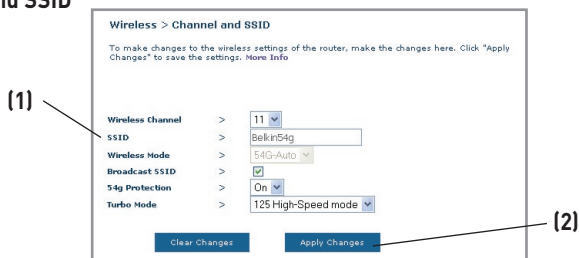 Wireless > Channel and SSID
To make changes to the wireless settings of the router, make the changes here. Click "Apply
Changes" to save the settings. More Info
(1)
Wireless Channel > 11
SSID > Belkin54g
Wireless Mode > 54G-Auto
Broadcast SSID >
54g Protection > On
Turbo Mode > 125 High-Speed mode
(2)
Clear Changes Apply Changes